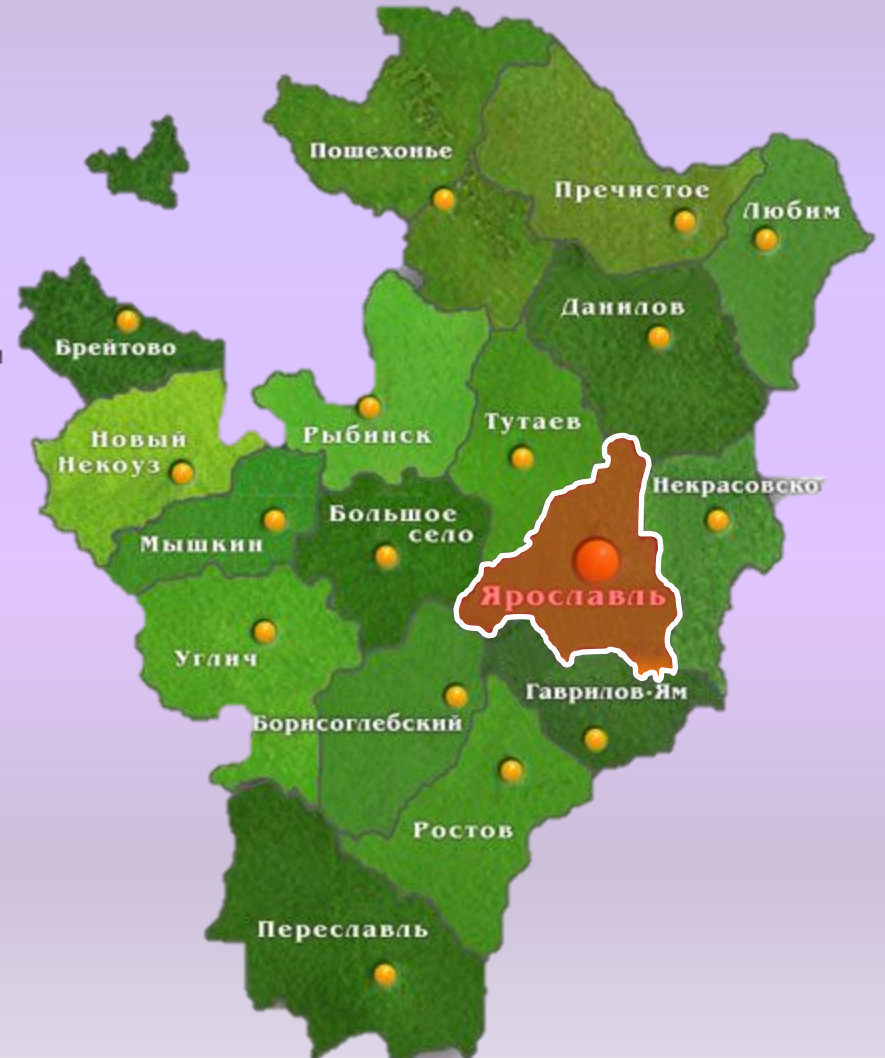 Пошехонье
Пречистое
Любим
Данилов
Брейтово
Тутаев
Рыбинск
Новый
Некоуз
Некрасовско
Большое
село
Мышкин
Ярославль
Углич
Гаврилов-Ям
Борисоглебский
Ростов
Переславль